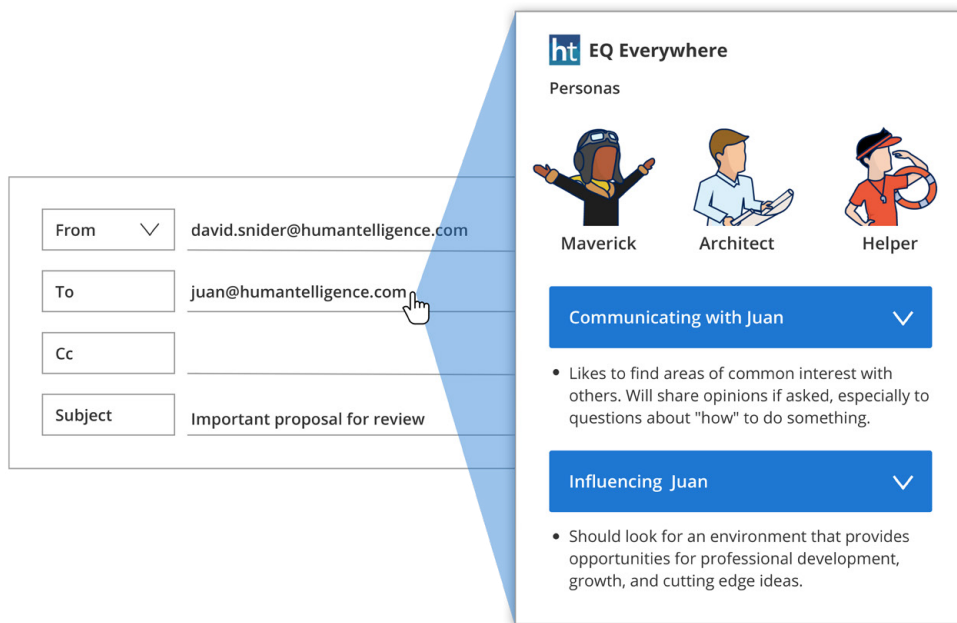 From
david.snider@humantelligence.com
To
juan@humantelligence.com
Cc
Subject
Important proposal for review
ht EQ Everywhere
Personas
Maverick
Architect
Helper
Communicating with Juan
• Likes to find areas of common interest with
others. Will share opinions if asked, especially to
questions about "how" to do something.
Influencing Juan
• Should look for an environment that provides
opportunities for professional development,
growth, and cutting edge ideas.